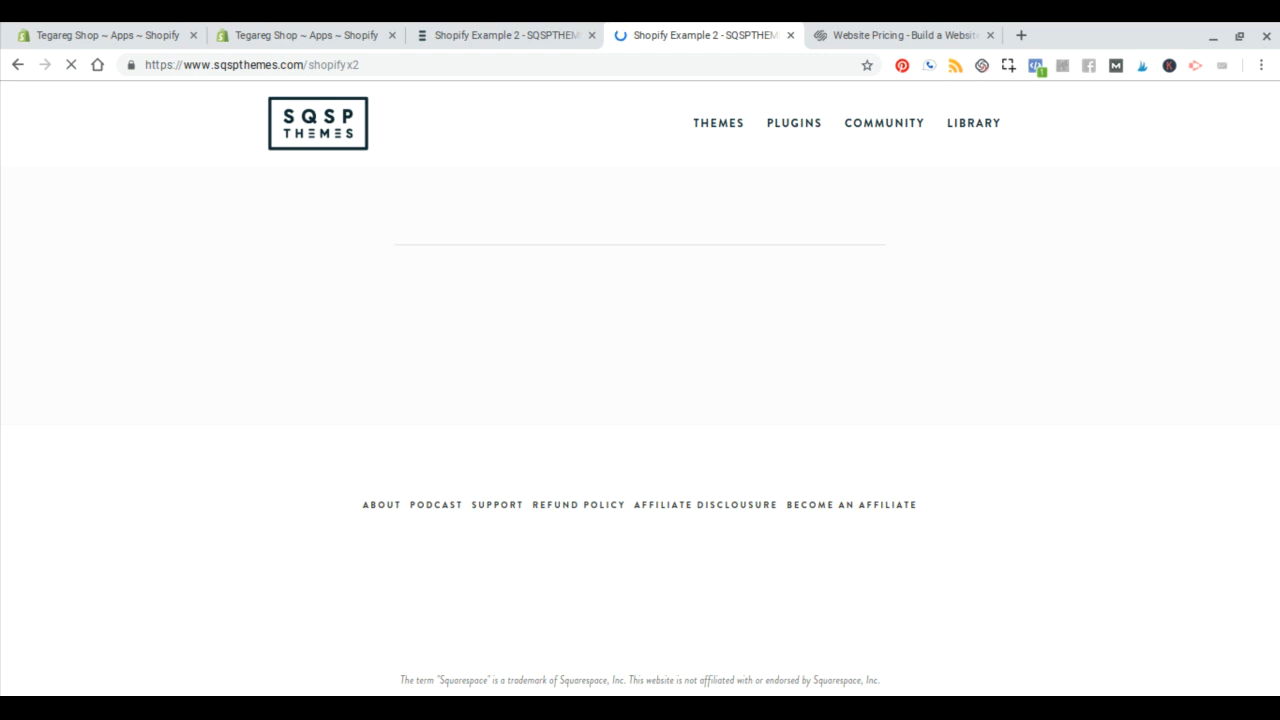 Tegareg Shop ~ Apps ~ Shopify
Tegareg Shop ~ Apps ~ Shopify
Shopify Example 2 - SQSPTHEM
Shopify Example 2 - SQSPTHEM
Website Pricing - Build a Website
https://www.sqspthemes.com/shopifyx2
SQSP
THEMES
THEMES PLUGINS COMMUNITY LIBRARY
ABOUT PODCAST SUPPORT REFUND POLICY AFFILIATE DISCLOUSURE BECOME AN AFFILIATE
The term "Squarespace" is a trademark of Squarespace, Inc. This website is not affiliated with or endorsed by Squarespace, Inc.